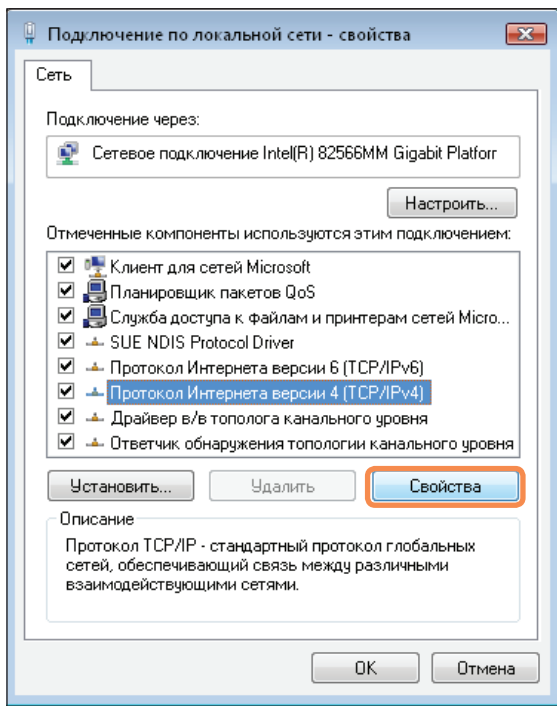 Подключение по локальной сети - свойства
Сеть
Подключение через:
Сетевое подключение Intel(R) 82566MM Gigabit Platforr
Настроить...
Отмеченные компоненты используются этим подключением:
Клиент для сетей Microsoft
Планировщик пакетов QoS
Служба доступа к файлам и принтерам сетей Micro...
SUE NDIS Protocol Driver
Протокол Интернета версии 6 (TCP/IPv6)
Протокол Интернета версии 4 (TCP/IPv4)
Драйвер в/в тополога канального уровня
Ответчик обнаружения топологии канального уровня
Установить...
Удалить
Свойства
Описание
Протокол TCP/IP - стандартный протокол глобальных
сетей, обеспечивающий связь между различными
взаимодействующими сетями.
OK
Отмена